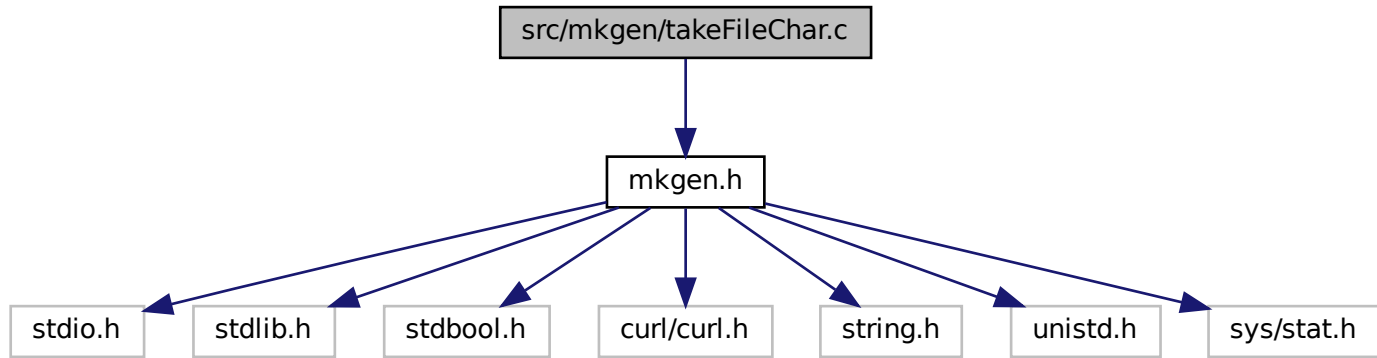 src/mkgen/takeFileChar.c
mkgen.h
stdio.h
stdlib.h
stdbool.h
curl/curl.h
string.h
unistd.h
sys/stat.h